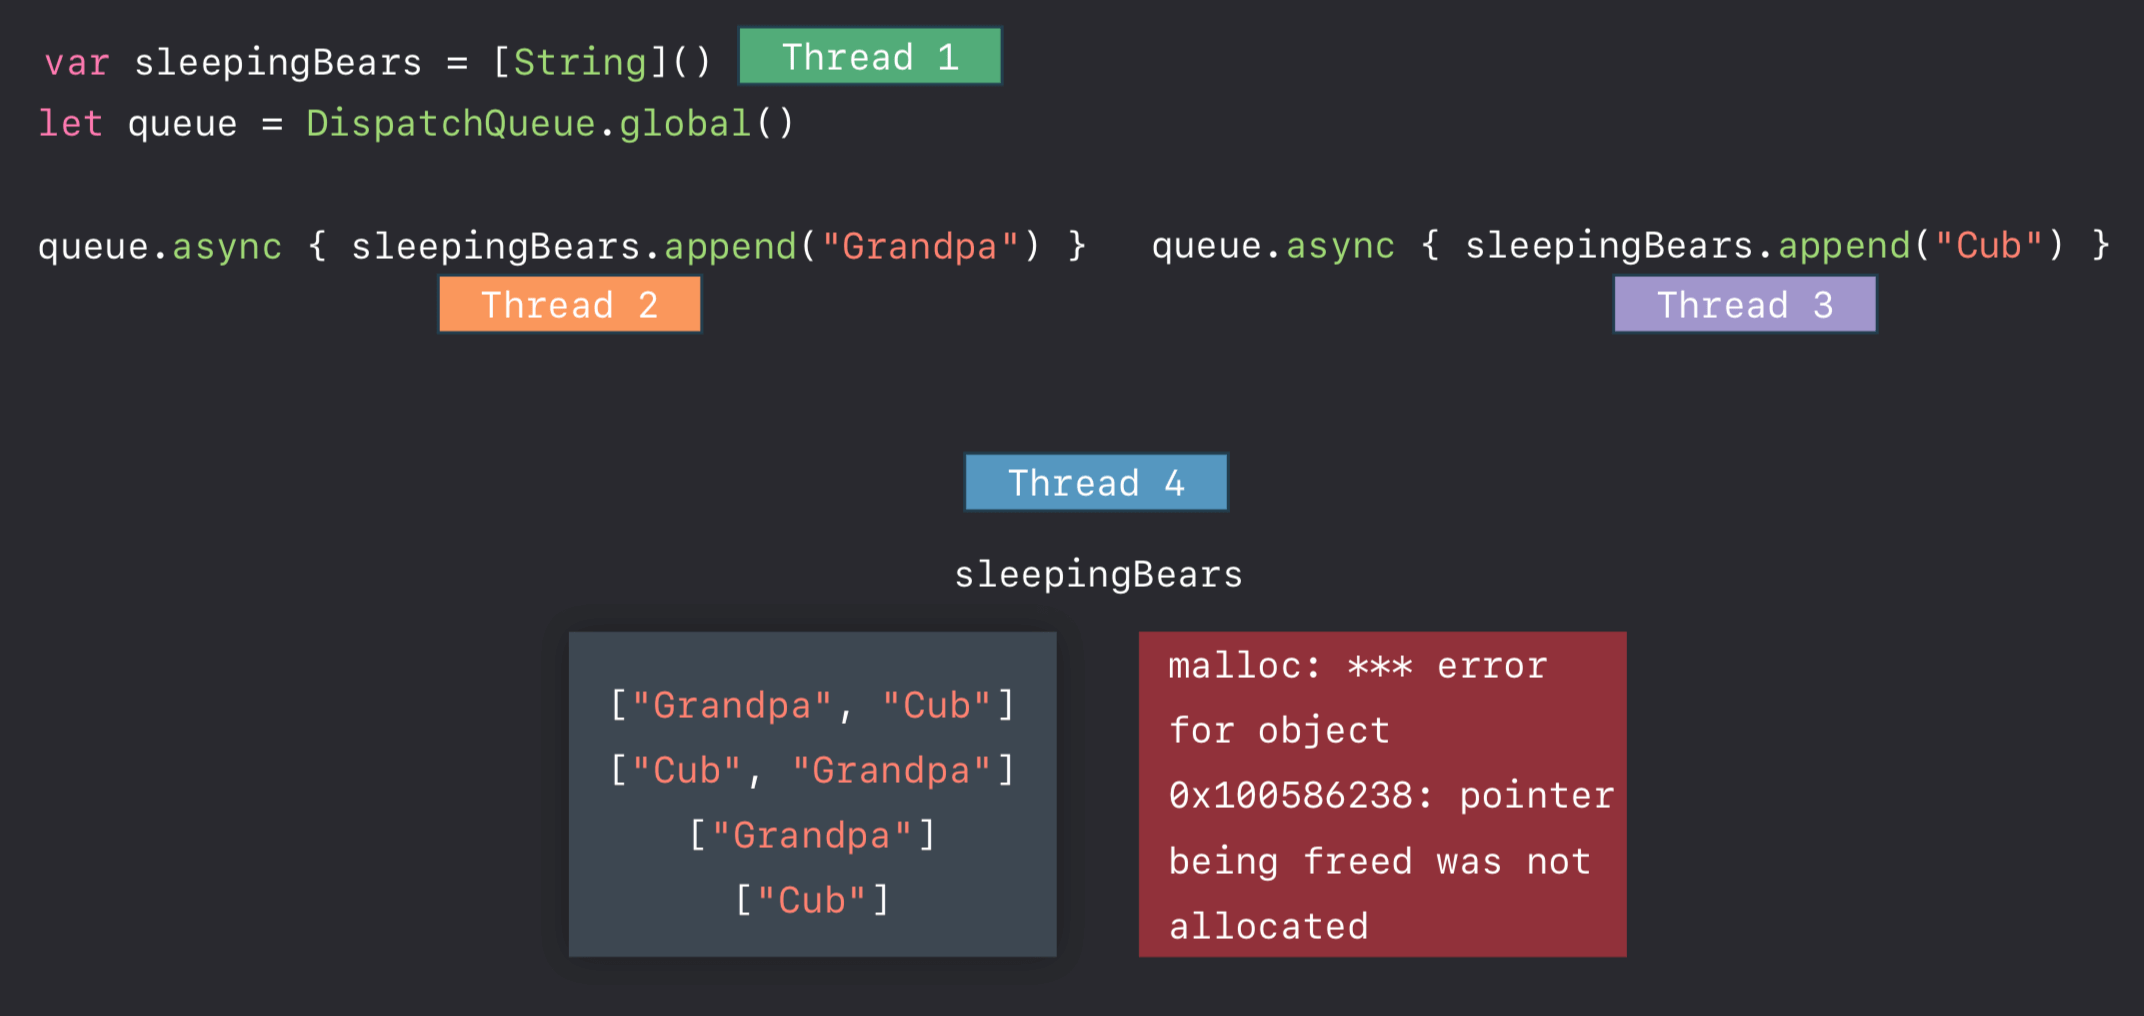 var sleepingBears = [String]() Thread 1
let queue = DispatchQueue.global()
queue.async { sleepingBears.append("Grandpa") } queue.async { sleepingBears.append("Cub") }
Thread 2 Thread 3
Thread 4
sleepingBears
["Grandpa", "Cub"]
["Cub", "Grandpa"]
["Grandpa"]
["Cub"]
malloc: *** error
for object
0x100586238: pointer
being freed was not
allocated